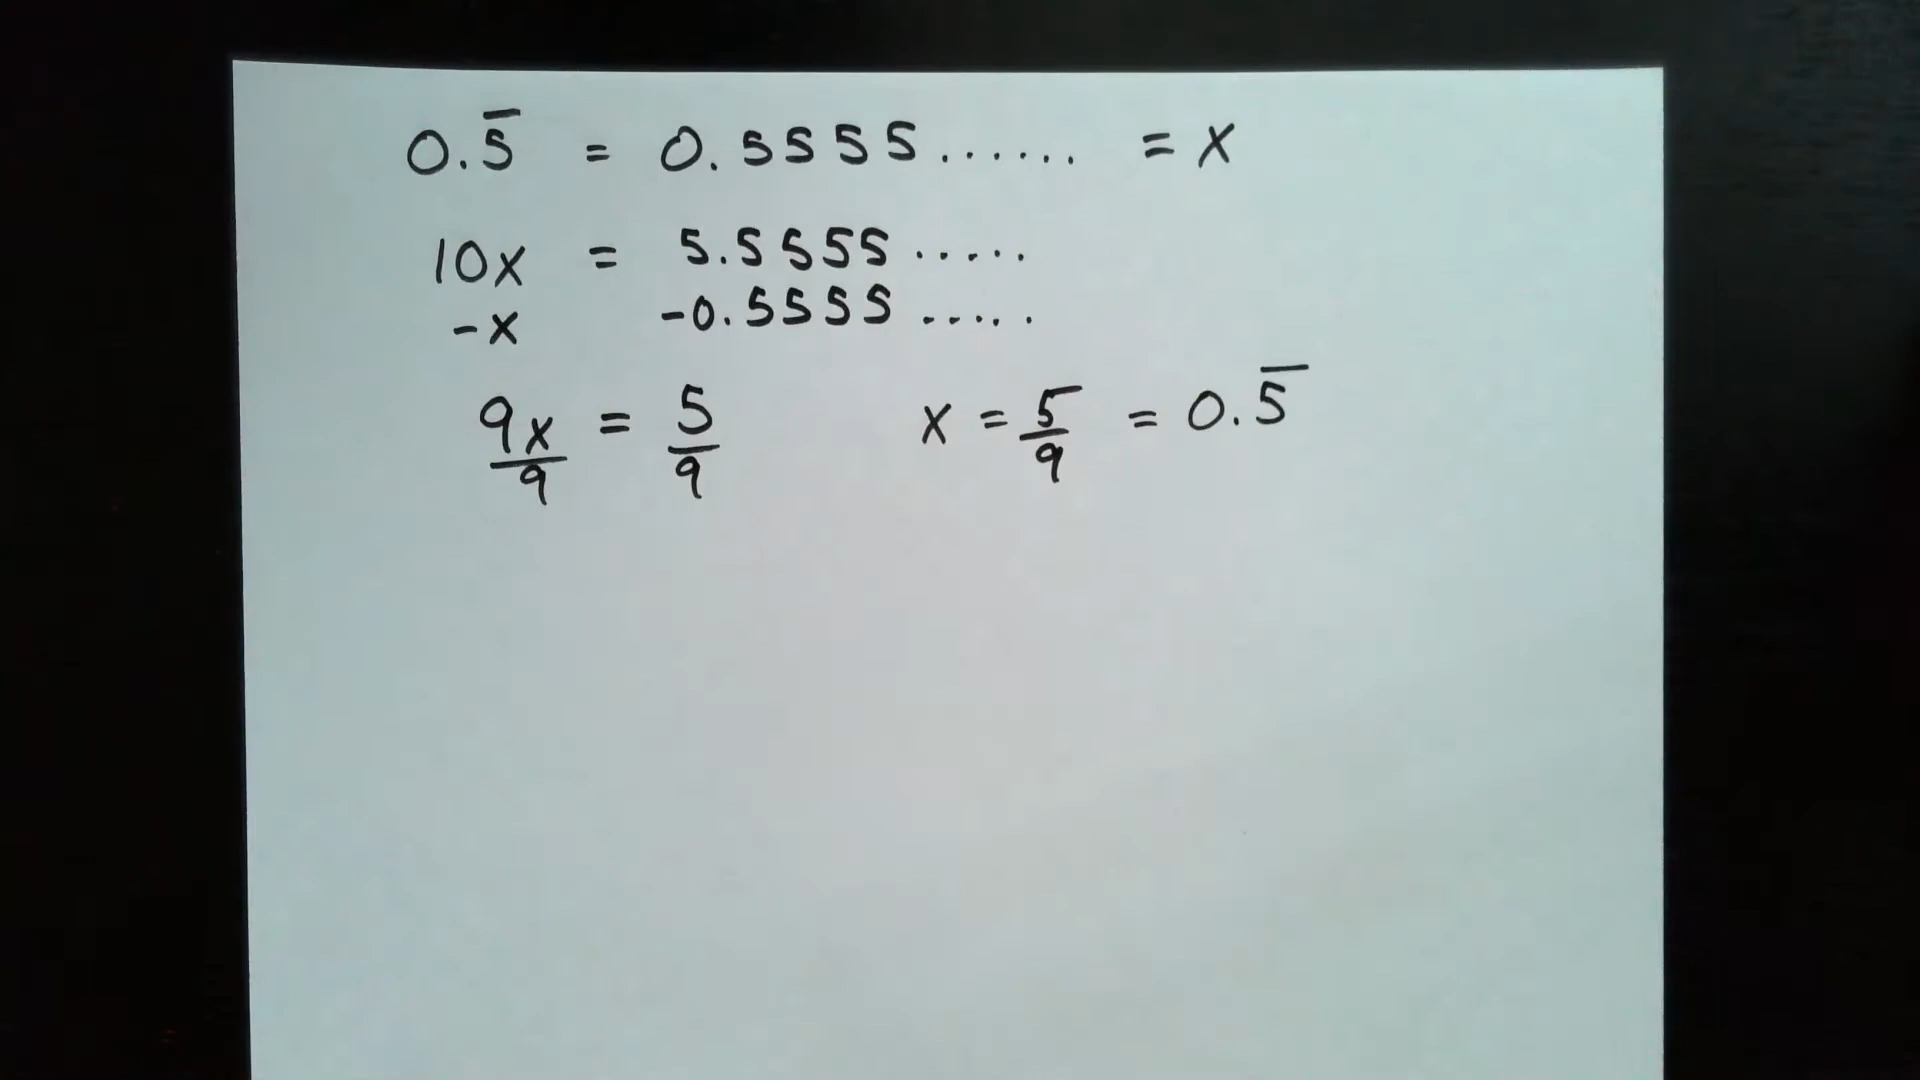 0.5̅ = 0.5555...... = x
10x = 5.5555.....
-x -0.5555.....
9x/9 = 5/9 x = 5/9 = 0.5̅